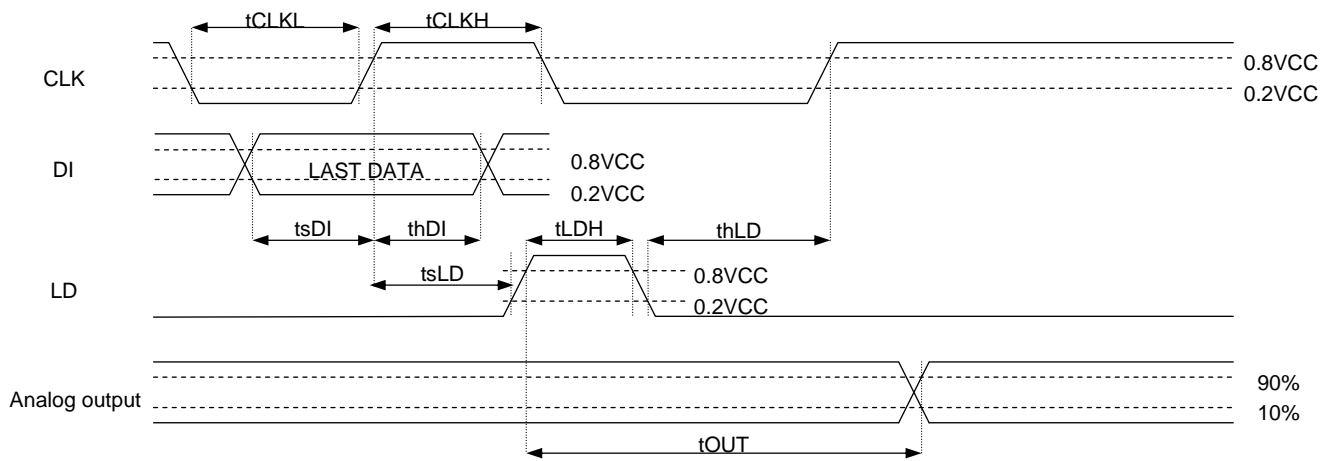 tCLKL
tCLKH
CLK
0.8VCC
0.2VCC
DI
LAST DATA
0.8VCC
0.2VCC
tsDI
thDI
tLDH
thLD
tsLD
LD
0.8VCC
0.2VCC
Analog output
90%
10%
tOUT